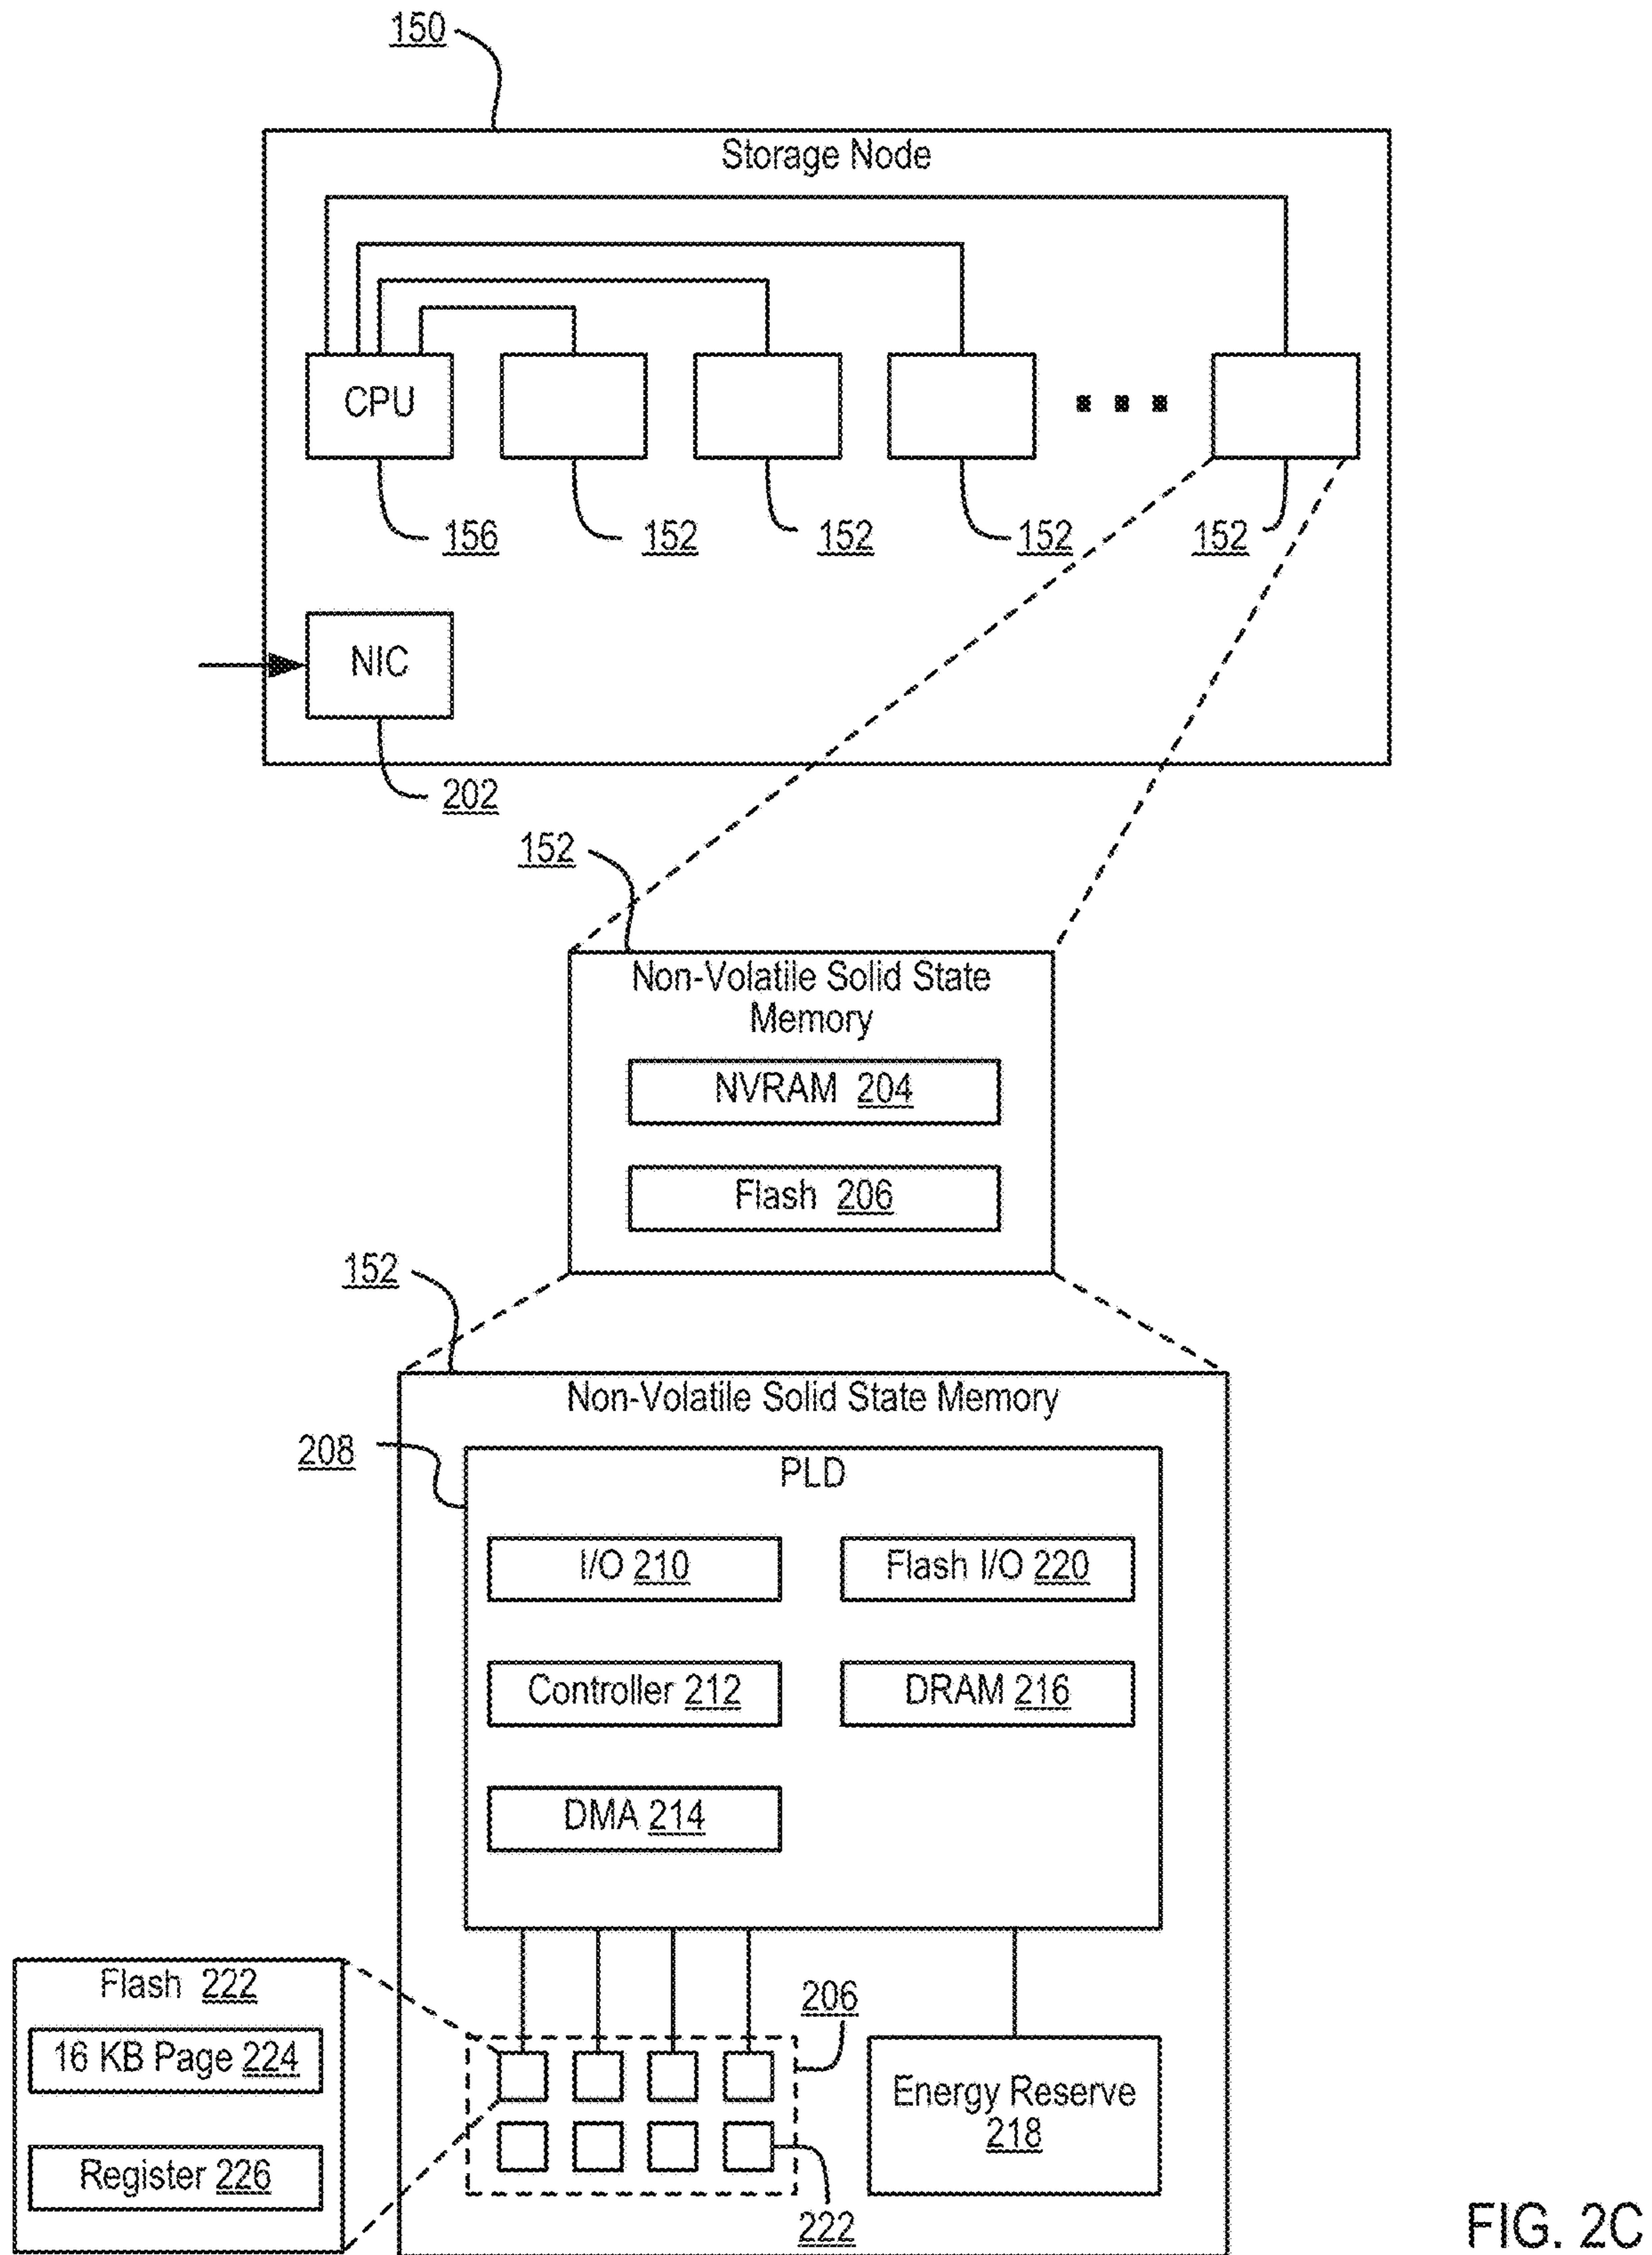 150
Storage Node
CPU
156
152
152
152
152
NIC
202
152
Non-Volatile Solid State
Memory
NVRAM 204
Flash 206
152
Non-Volatile Solid State Memory
208
PLD
I/O 210
Flash I/O 220
Controller 212
DRAM 216
DMA 214
Flash 222
16 KB Page 224
Register 226
206
Energy Reserve
218
222
FIG. 2C